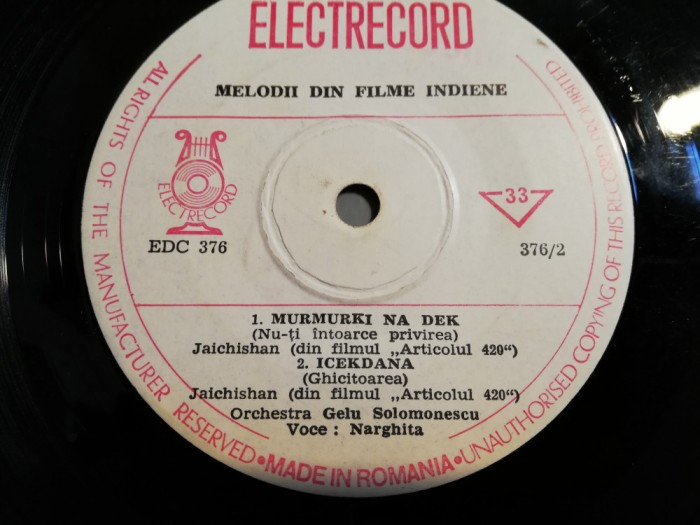 ELECTRECORD
MELODII DIN FILME INDIENE
ELECTRECORD
EDC 376
33
376/2
1. MURMURKI NA DEK
(Nu-ți întoarce privirea)
Jaichishan (din filmul „Articolul 420“)
2. ICEKDANA
(Ghicitoarea)
Jaichishan (din filmul „Articolul 420“)
Orchestra Gelu Solomonescu
Voce : Narghita
ALL RIGHTS OF THE MANUFACTURER RESERVED•MADE IN ROMANIA•UNAUTHORISED COPYING OF THIS RECORD PROHIBITED